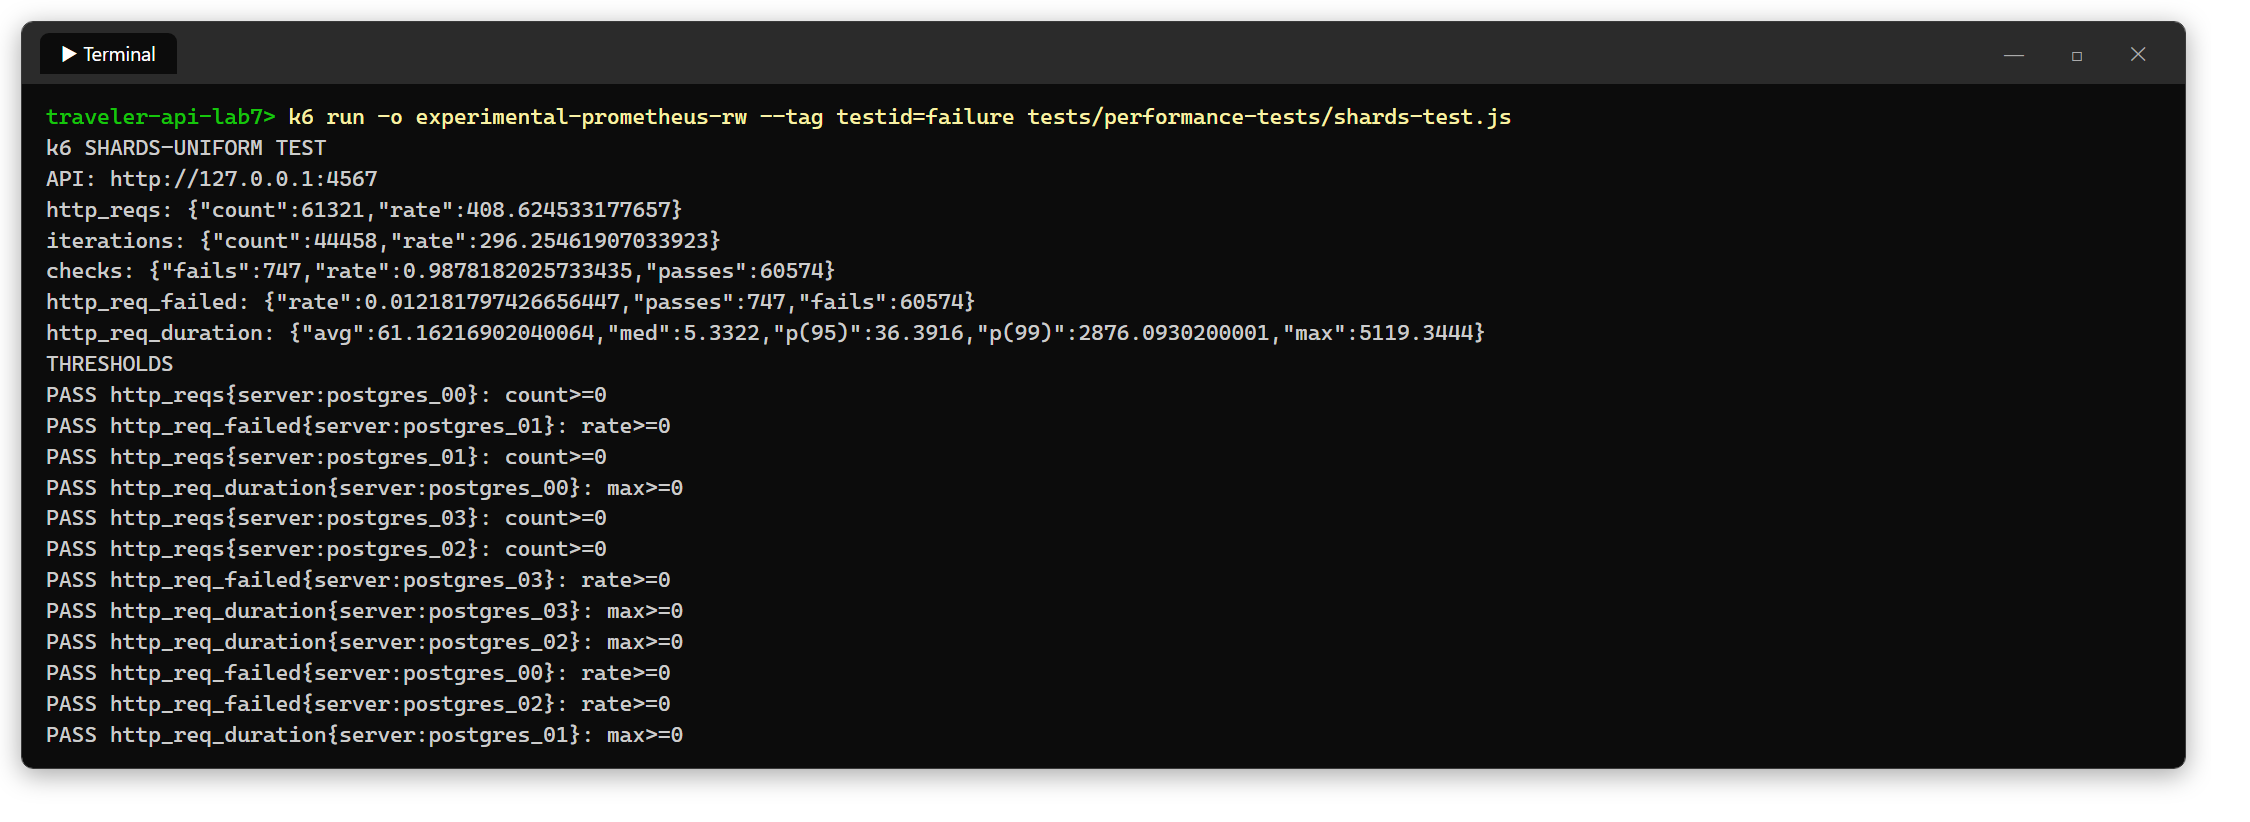 ▶ Terminal
traveler-api-lab7> k6 run -o experimental-prometheus-rw --tag testid=failure tests/performance-tests/shards-test.js
k6 SHARDS-UNIFORM TEST
API: http://127.0.0.1:4567
http_reqs: {"count":61321,"rate":408.624533177657}
iterations: {"count":44458,"rate":296.25461907033923}
checks: {"fails":747,"rate":0.9878182025733435,"passes":60574}
http_req_failed: {"rate":0.012181797426656447,"passes":747,"fails":60574}
http_req_duration: {"avg":61.16216902040064,"med":5.3322,"p(95)":36.3916,"p(99)":2876.0930200001,"max":5119.3444}
THRESHOLDS
PASS http_reqs{server:postgres_00}: count>=0
PASS http_req_failed{server:postgres_01}: rate>=0
PASS http_reqs{server:postgres_01}: count>=0
PASS http_req_duration{server:postgres_00}: max>=0
PASS http_reqs{server:postgres_03}: count>=0
PASS http_reqs{server:postgres_02}: count>=0
PASS http_req_failed{server:postgres_03}: rate>=0
PASS http_req_duration{server:postgres_03}: max>=0
PASS http_req_duration{server:postgres_02}: max>=0
PASS http_req_failed{server:postgres_00}: rate>=0
PASS http_req_failed{server:postgres_02}: rate>=0
PASS http_req_duration{server:postgres_01}: max>=0